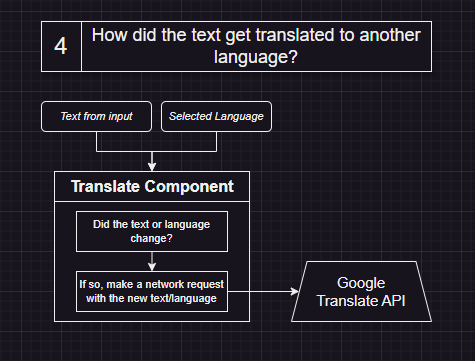 4
How did the text get translated to another
language?
Text from input
Selected Language
Translate Component
Did the text or language
change?
If so, make a network request
with the new text/language
Google
Translate API